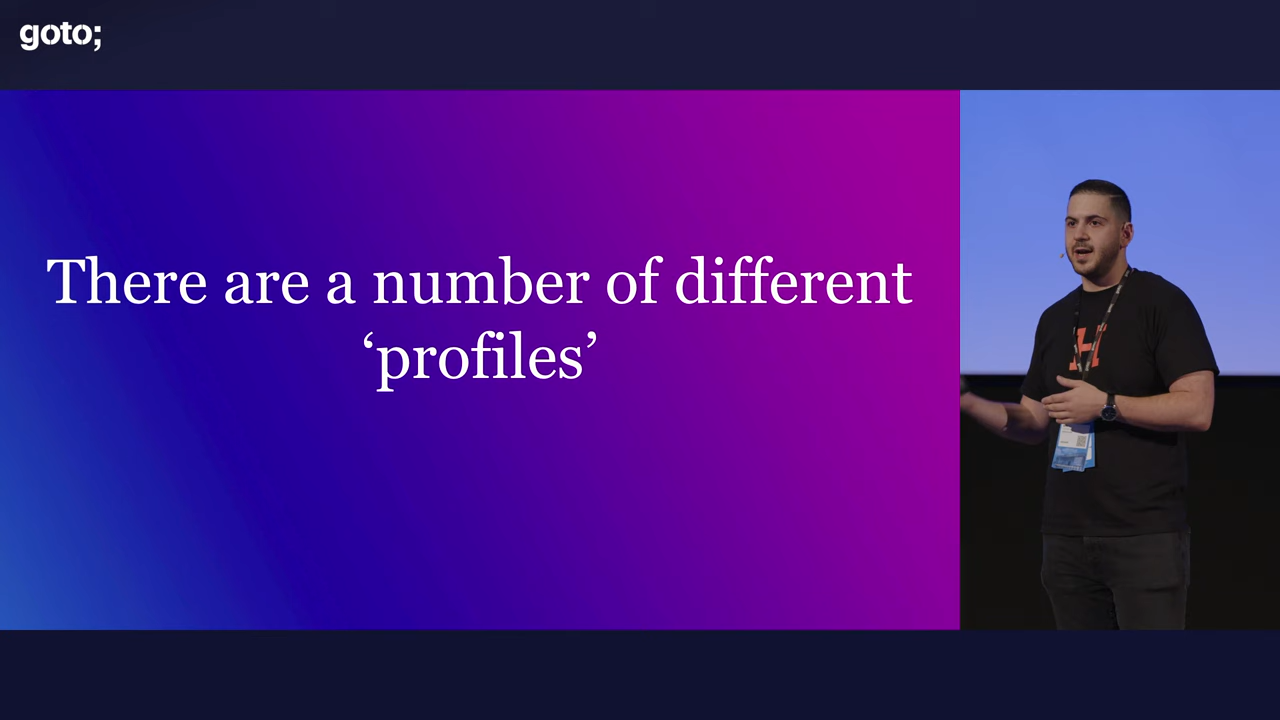 goto;
There are a number of different
‘profiles’
H